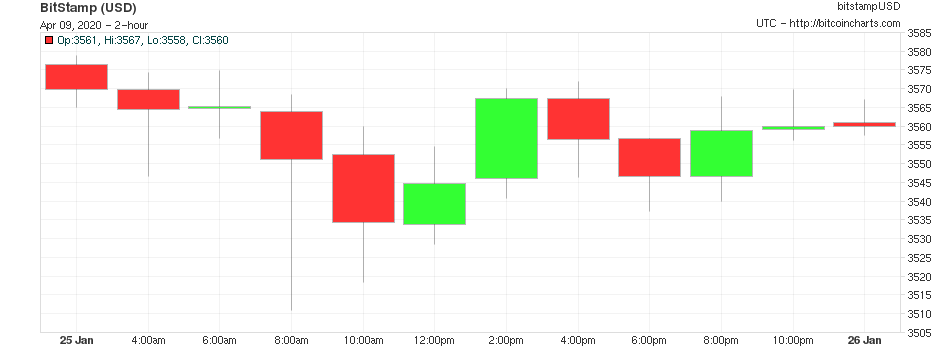 BitStamp (USD)
bitstampUSD
Apr 09, 2020 - 2-hour
UTC - http://bitcoincharts.com
Op:3561, Hi:3567, Lo:3558, Cl:3560
3585
3580
3575
3570
3565
3560
3555
3550
3545
3540
3535
3530
3525
3520
3515
3510
3505
25 Jan 4:00am 6:00am 8:00am 10:00am 12:00pm 2:00pm 4:00pm 6:00pm 8:00pm 10:00pm 26 Jan